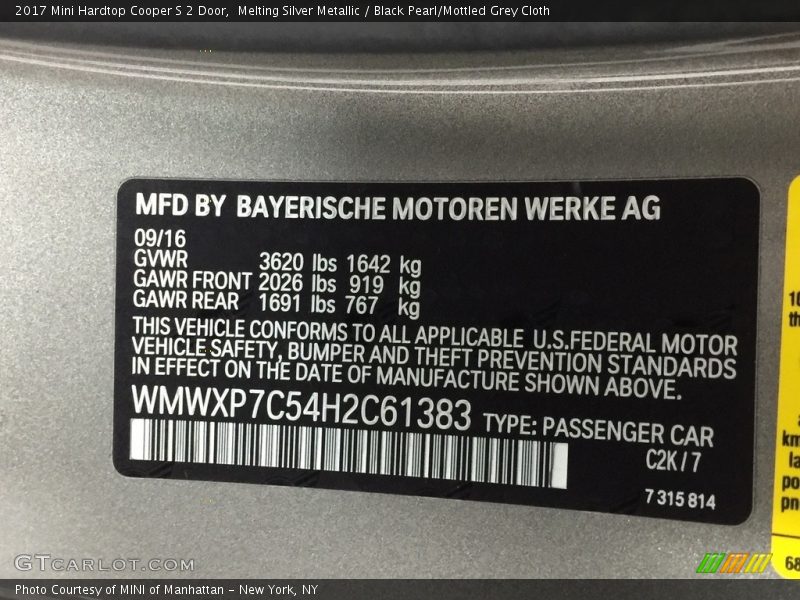 2017 Mini Hardtop Cooper S 2 Door,  Melting Silver Metallic / Black Pearl/Mottled Grey Cloth
MFD BY BAYERISCHE MOTOREN WERKE AG
09/16
GVWR 3620 lbs 1642 kg
GAWR FRONT 2026 lbs 919 kg
GAWR REAR 1691 lbs 767 kg
THIS VEHICLE CONFORMS TO ALL APPLICABLE U.S.FEDERAL MOTOR
VEHICLE SAFETY, BUMPER AND THEFT PREVENTION STANDARDS
IN EFFECT ON THE DATE OF MANUFACTURE SHOWN ABOVE.
WMWXP7C54H2C61383 TYPE: PASSENGER CAR
C2K/7
7 315 814
GTcarlot.com
Photo Courtesy of MINI of Manhattan - New York, NY